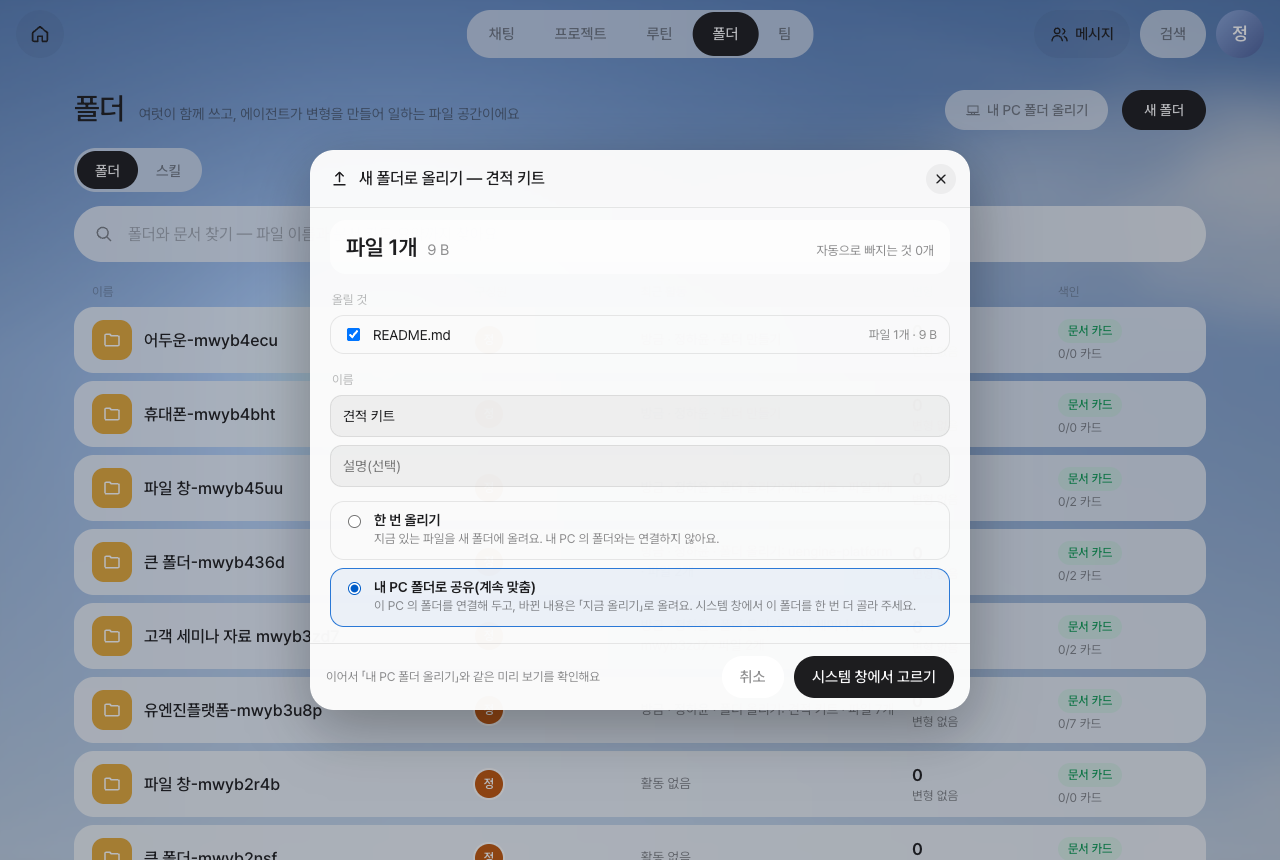 채팅
프로젝트
루틴
폴더
팀
메시지
검색
정
폴더
여럿이 함께 쓰고, 에이전트가 변형을 만들어 일하는 파일 공간이에요
내 PC 폴더 올리기
새 폴더
폴더
스킬
폴더와 문서 찾기 — 파일 이름
이름
색인
어두운-mwyb4ecu
문서 카드
0/0 카드
휴대폰-mwyb4bht
문서 카드
0/0 카드
파일 창-mwyb45uu
문서 카드
0/2 카드
큰 폴더-mwyb436d
문서 카드
0/2 카드
고객 세미나 자료
문서 카드
0/2 카드
유엔진플랫폼-mwyb3u8p
변형 없음
문서 카드
0/7 카드
파일 창-mwyb2r4b
정
활동 없음
0
변형 없음
문서 카드
0/0 카드
큰 폴더-mwyb2nsf
정
활동 없음
0
문서 카드
새 폴더로 올리기 — 견적 키트
파일 1개 9 B
자동으로 빠지는 것 0개
올릴 것
README.md
파일 1개 · 9 B
이름
견적 키트
설명(선택)
한 번 올리기
지금 있는 파일을 새 폴더에 올려요. 내 PC 의 폴더와는 연결하지 않아요.
내 PC 폴더로 공유(계속 맞춤)
이 PC 의 폴더를 연결해 두고, 바뀐 내용은 「지금 올리기」로 올려요. 시스템 창에서 이 폴더를 한 번 더 골라 주세요.
이어서 「내 PC 폴더 올리기」와 같은 미리 보기를 확인해요
취소
시스템 창에서 고르기